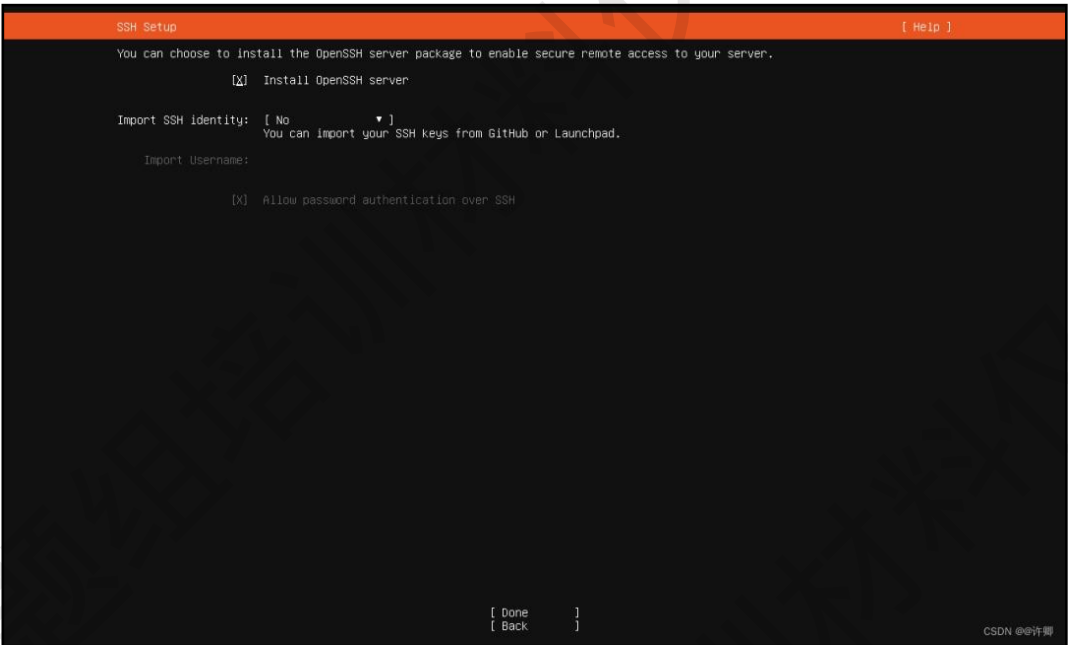 SSH Setup [ Help ]
You can choose to install the OpenSSH server package to enable secure remote access to your server.
[X] Install OpenSSH server
Import SSH identity: [ No ▾ ]
You can import your SSH keys from GitHub or Launchpad.
Import Username:
[X] Allow password authentication over SSH
[ Done ]
[ Back ]
CSDN @@许卿